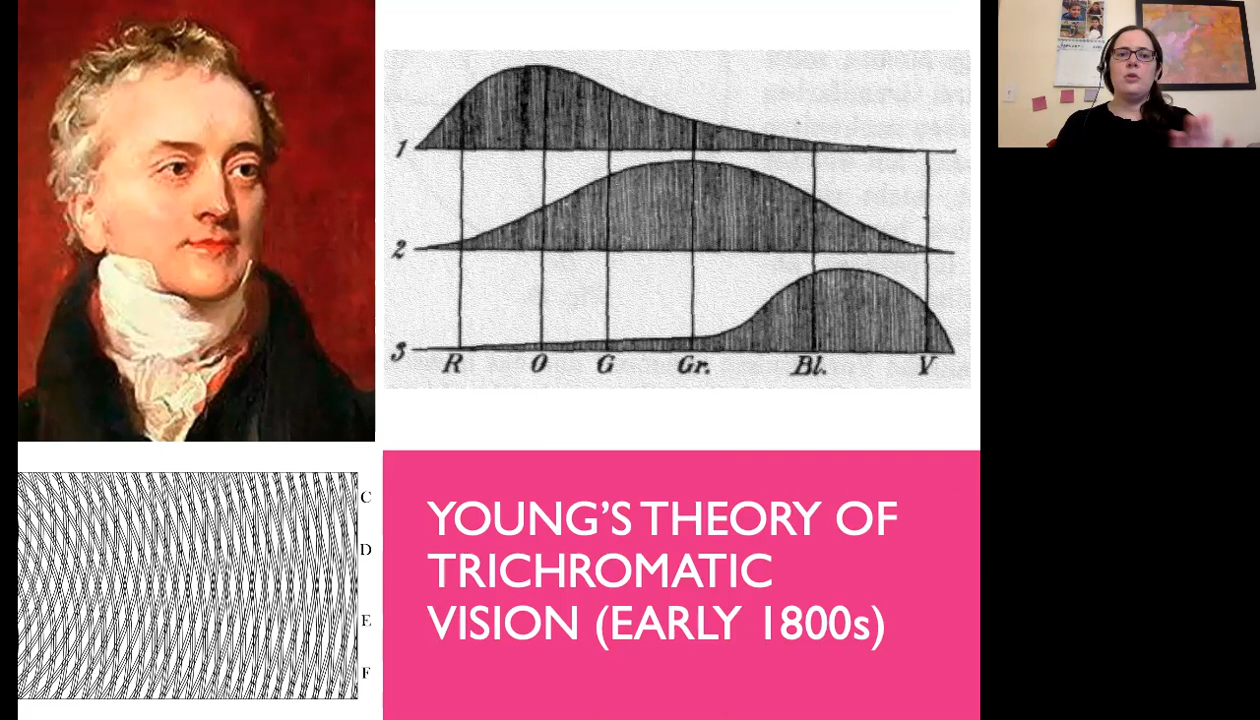 1
2
3
R O G Gr. Bl. V
C
D
E
F
YOUNG'S THEORY OF
TRICHROMATIC
VISION (EARLY 1800s)